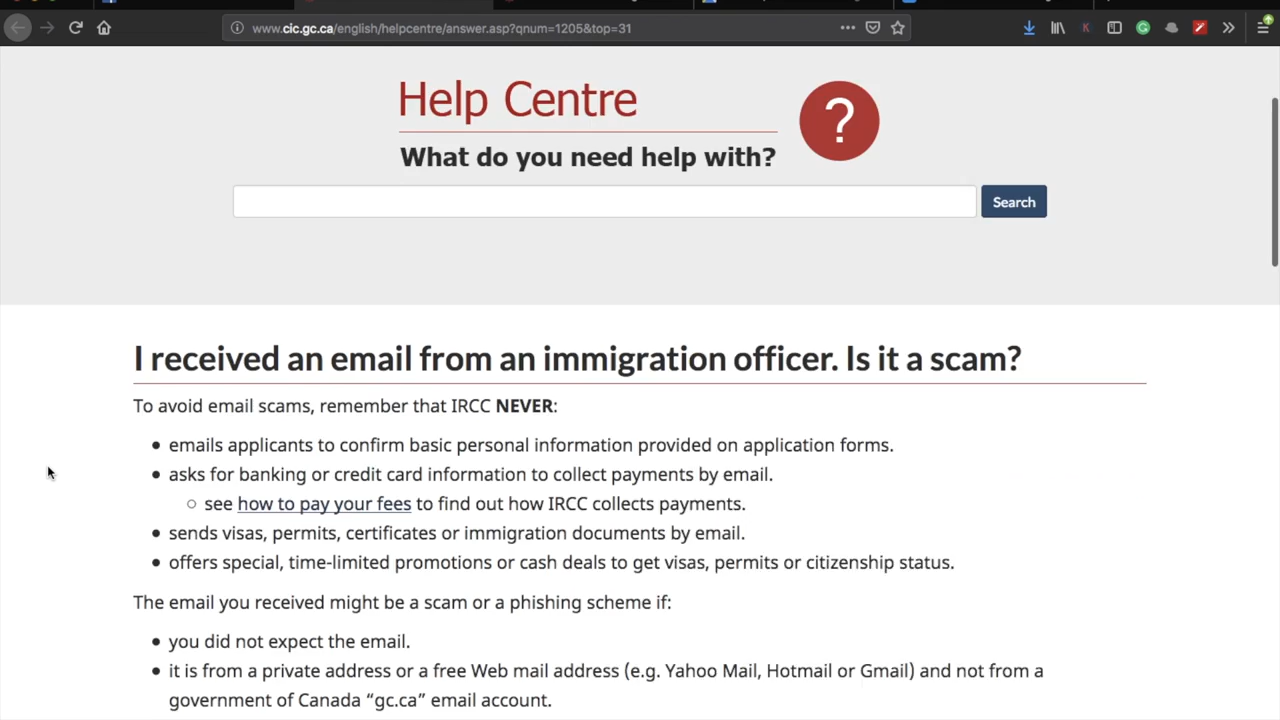 www.cic.gc.ca/english/helpcentre/answer.asp?qnum=1205&top=31
Help Centre
?
What do you need help with?
Search
I received an email from an immigration officer. Is it a scam?
To avoid email scams, remember that IRCC NEVER:
• emails applicants to confirm basic personal information provided on application forms.
• asks for banking or credit card information to collect payments by email.
○ see how to pay your fees to find out how IRCC collects payments.
• sends visas, permits, certificates or immigration documents by email.
• offers special, time-limited promotions or cash deals to get visas, permits or citizenship status.
The email you received might be a scam or a phishing scheme if:
• you did not expect the email.
• it is from a private address or a free Web mail address (e.g. Yahoo Mail, Hotmail or Gmail) and not from a
government of Canada “gc.ca” email account.